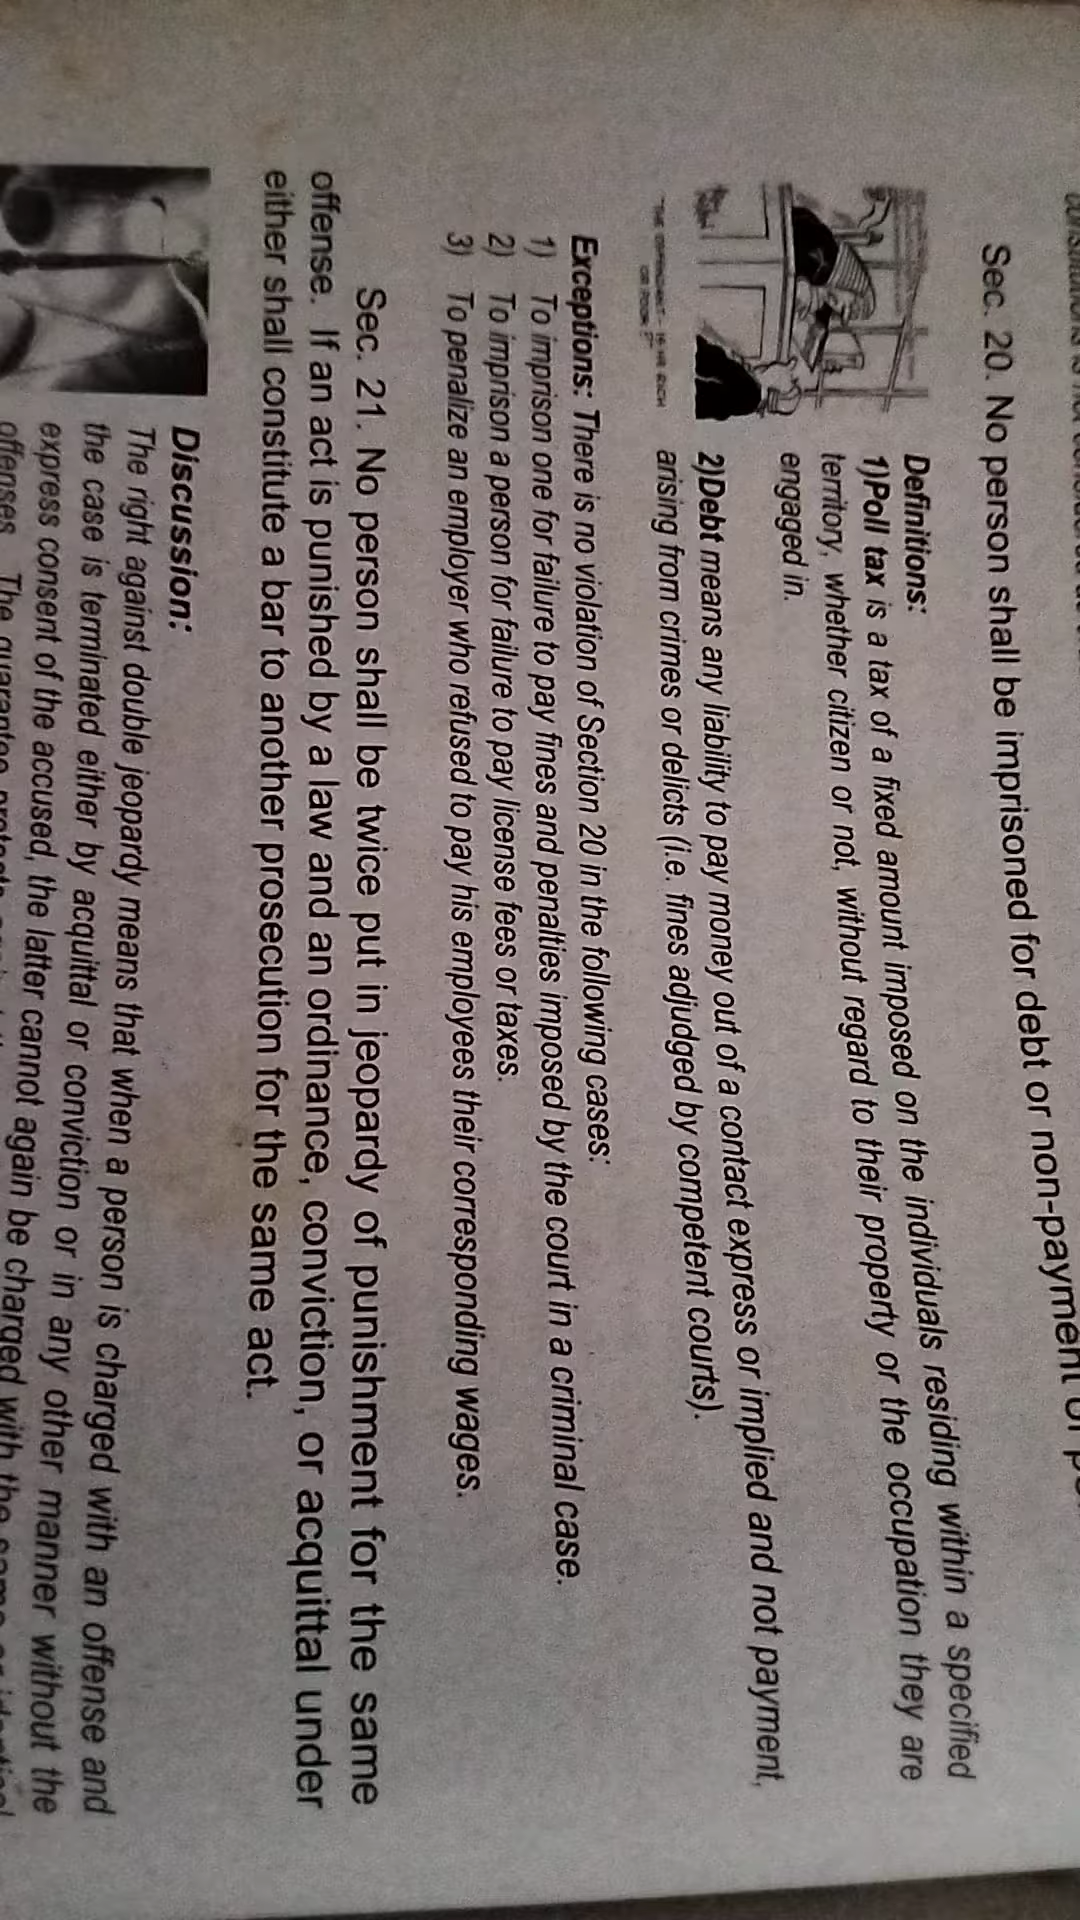 Sec. 20. No person shall be imprisoned for debt or non-payment of
Definitions:
1)Poll tax is a tax of a fixed amount imposed on the individuals residing within a specified
territory, whether citizen or not, without regard to their property or the occupation they are
engaged in.
2)Debt means any liability to pay money out of a contact express or implied and not payment,
arising from crimes or delicts (i.e. fines adjudged by competent courts).
Exceptions: There is no violation of Section 20 in the following cases:
1) To imprison one for failure to pay fines and penalties imposed by the court in a criminal case.
2) To imprison a person for failure to pay license fees or taxes.
3) To penalize an employer who refused to pay his employees their corresponding wages.
Sec. 21. No person shall be twice put in jeopardy of punishment for the same
offense. If an act is punished by a law and an ordinance, conviction, or acquittal under
either shall constitute a bar to another prosecution for the same act.
Discussion:
The right against double jeopardy means that when a person is charged with an offense and
the case is terminated either by acquittal or conviction or in any other manner without the
express consent of the accused, the latter cannot again be charged with the same or identical
offenses. The guarantee protects